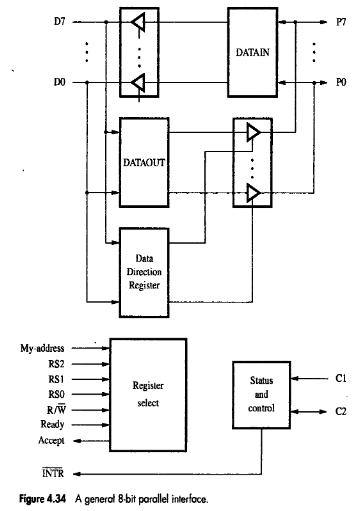 D7
P7
DATAIN
D0
P0
DATAOUT
Data
Direction
Register
My-address
RS2
RS1
RS0
R/W̅
Ready
Accept
Register
select
Status
and
control
C1
C2
I̅N̅T̅R̅
Figure 4.34 A general 8-bit parallel interface.